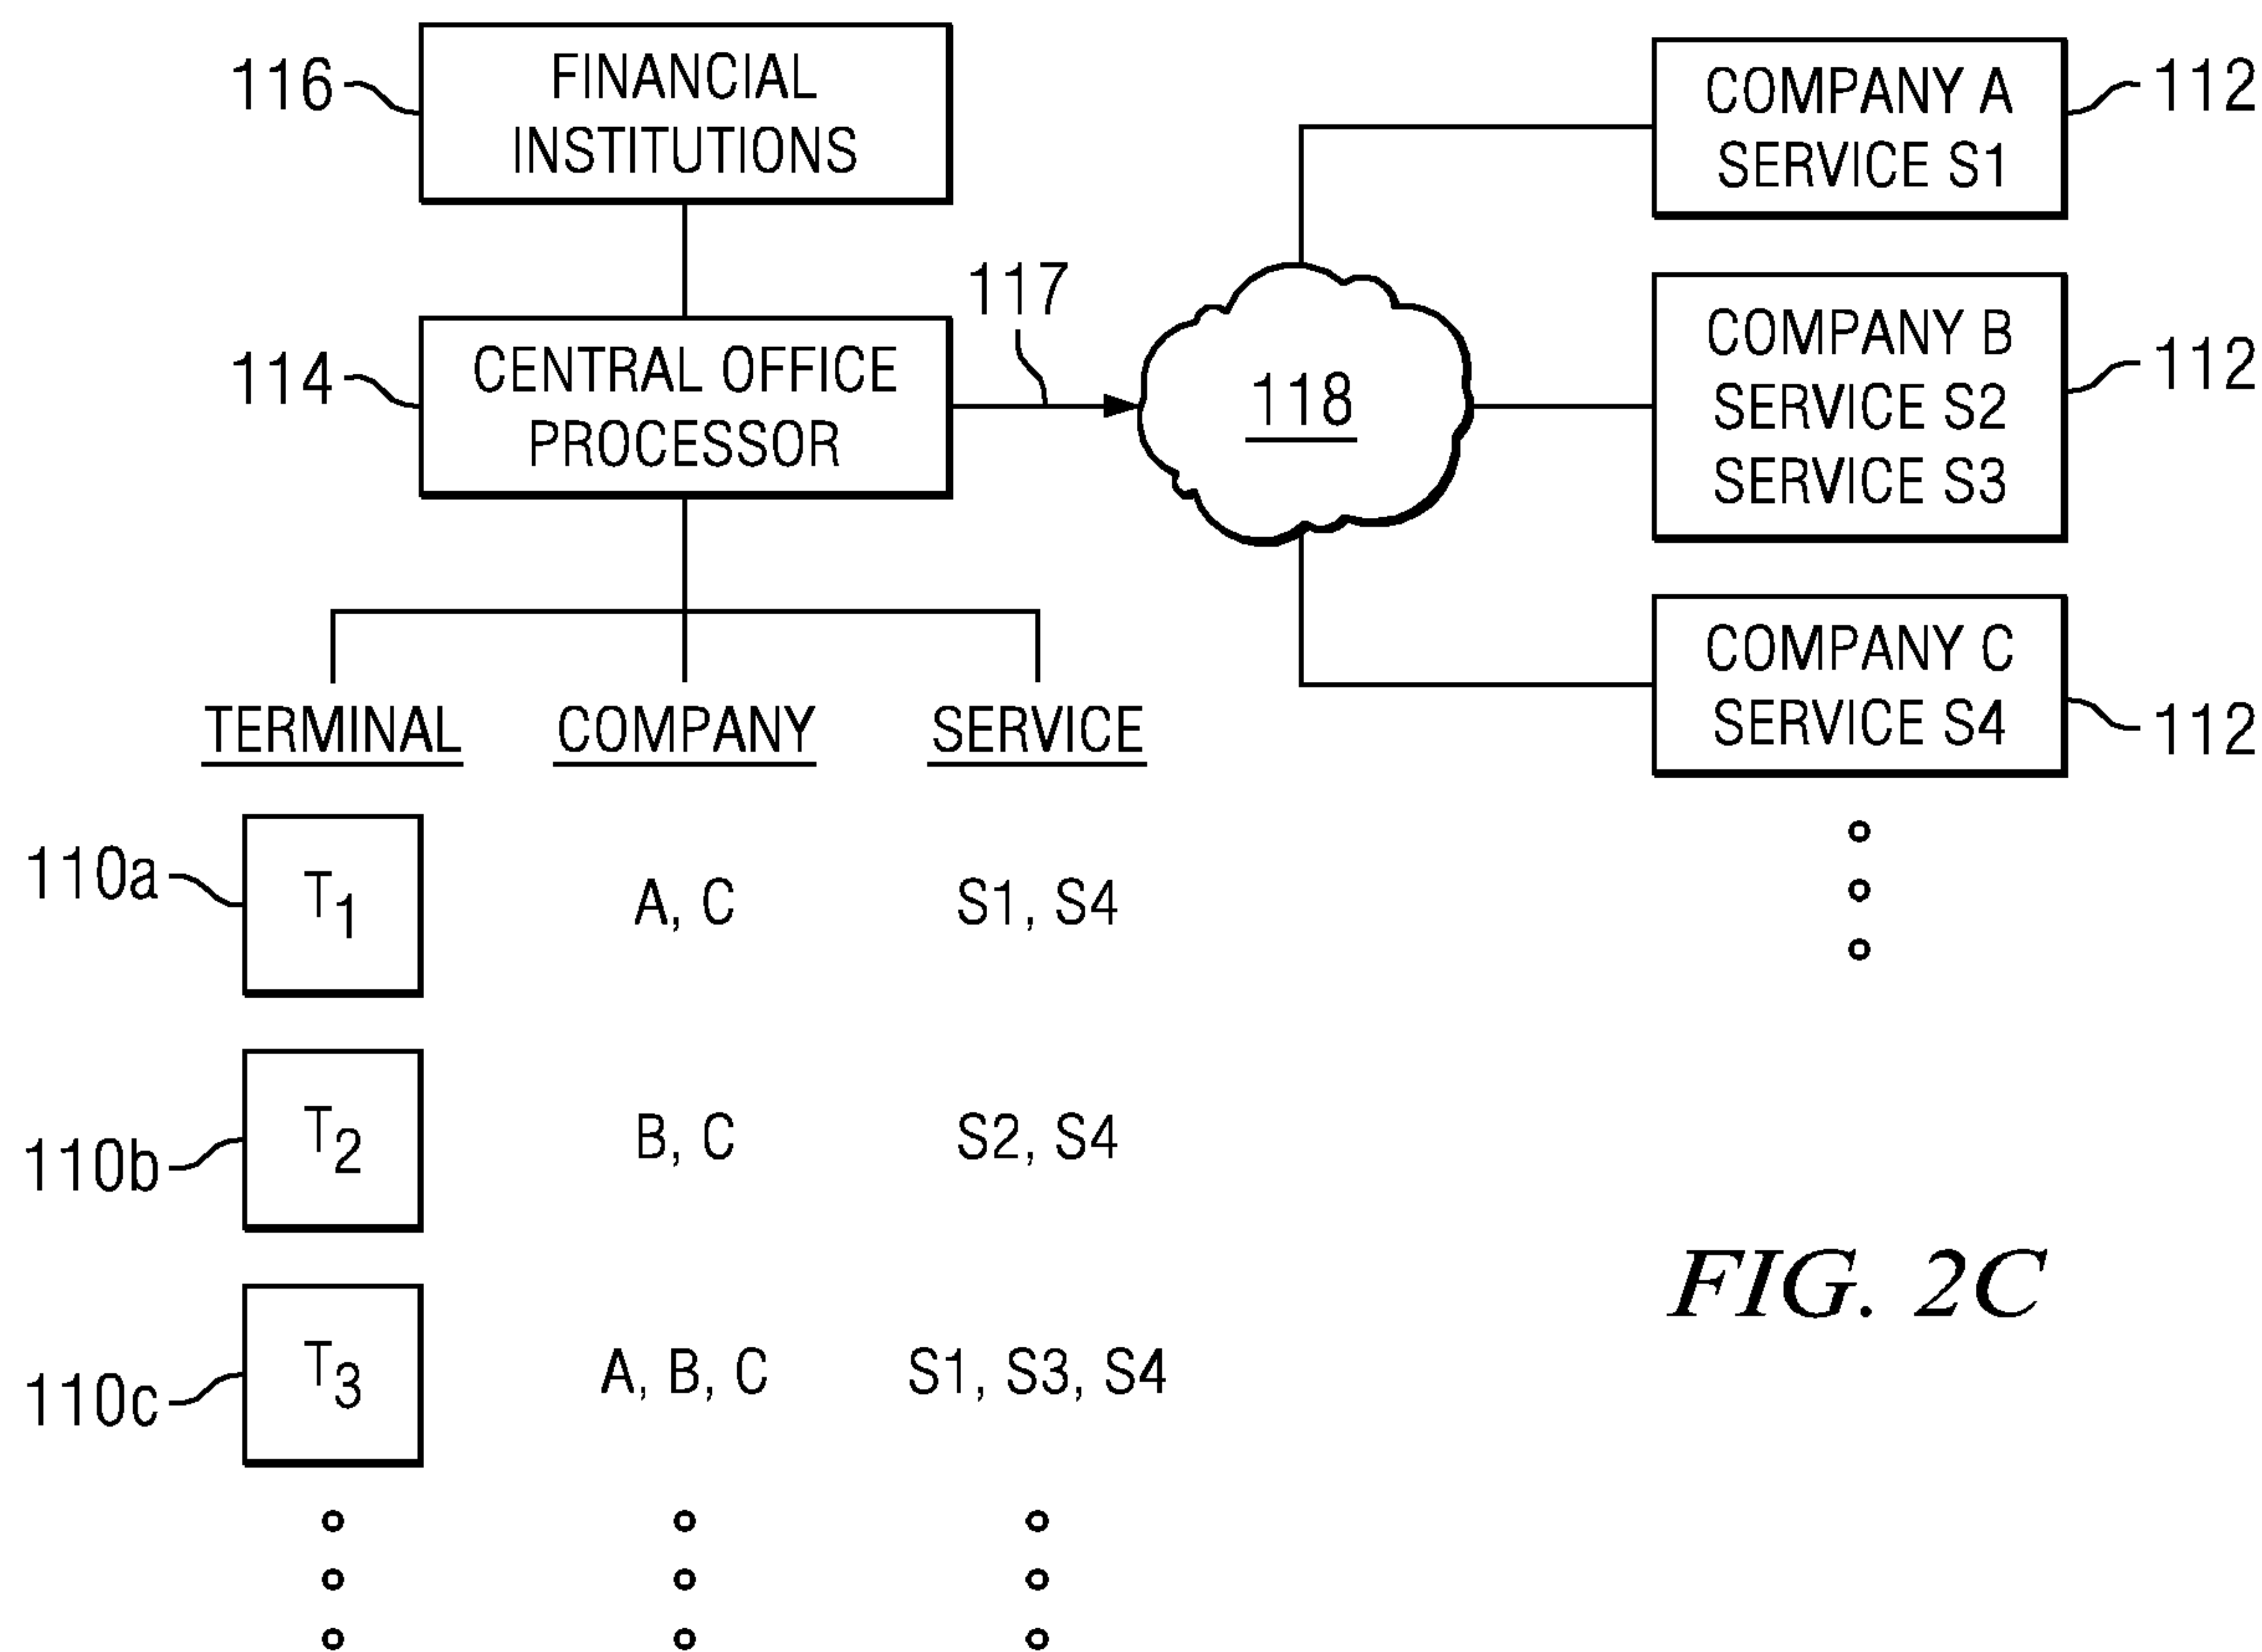 116
FINANCIAL
INSTITUTIONS
114
CENTRAL OFFICE
PROCESSOR
117
118
COMPANY A
SERVICE S1
112
COMPANY B
SERVICE S2
SERVICE S3
112
COMPANY C
SERVICE S4
112
TERMINAL COMPANY SERVICE
110a T1 A, C S1, S4
110b T2 B, C S2, S4
110c T3 A, B, C S1, S3, S4
FIG. 2C